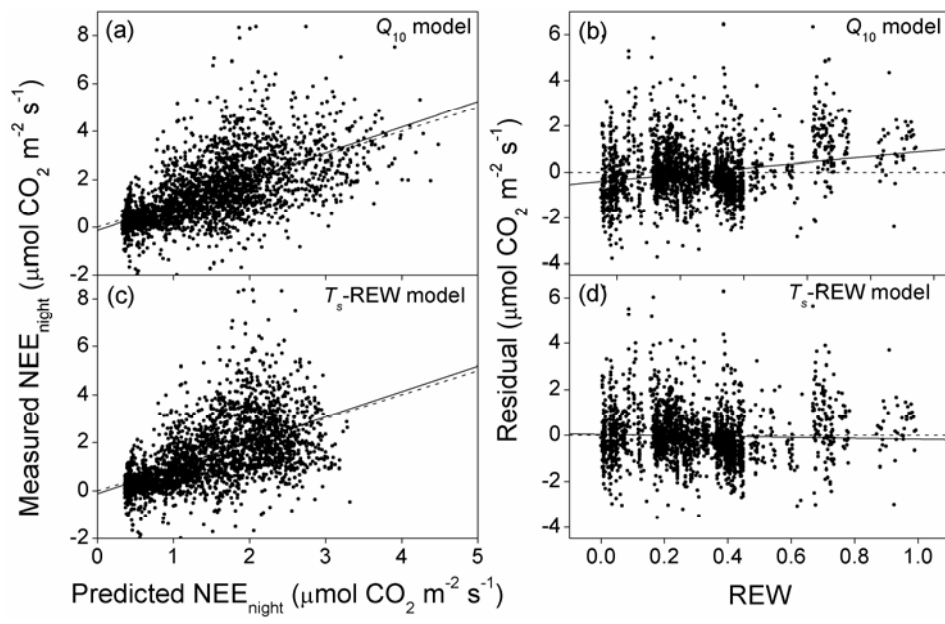 (a)
Q10 model
8
6
4
2
0
-2
(b)
Q10 model
6
4
2
0
-2
-4
(c)
Ts-REW model
8
6
4
2
0
-2
0 1 2 3 4 5
(d)
Ts-REW model
6
4
2
0
-2
-4
0.0 0.2 0.4 0.6 0.8 1.0
Measured NEEnight (μmol CO2 m-2 s-1)
Residual (μmol CO2 m-2 s-1)
Predicted NEEnight (μmol CO2 m-2 s-1)
REW